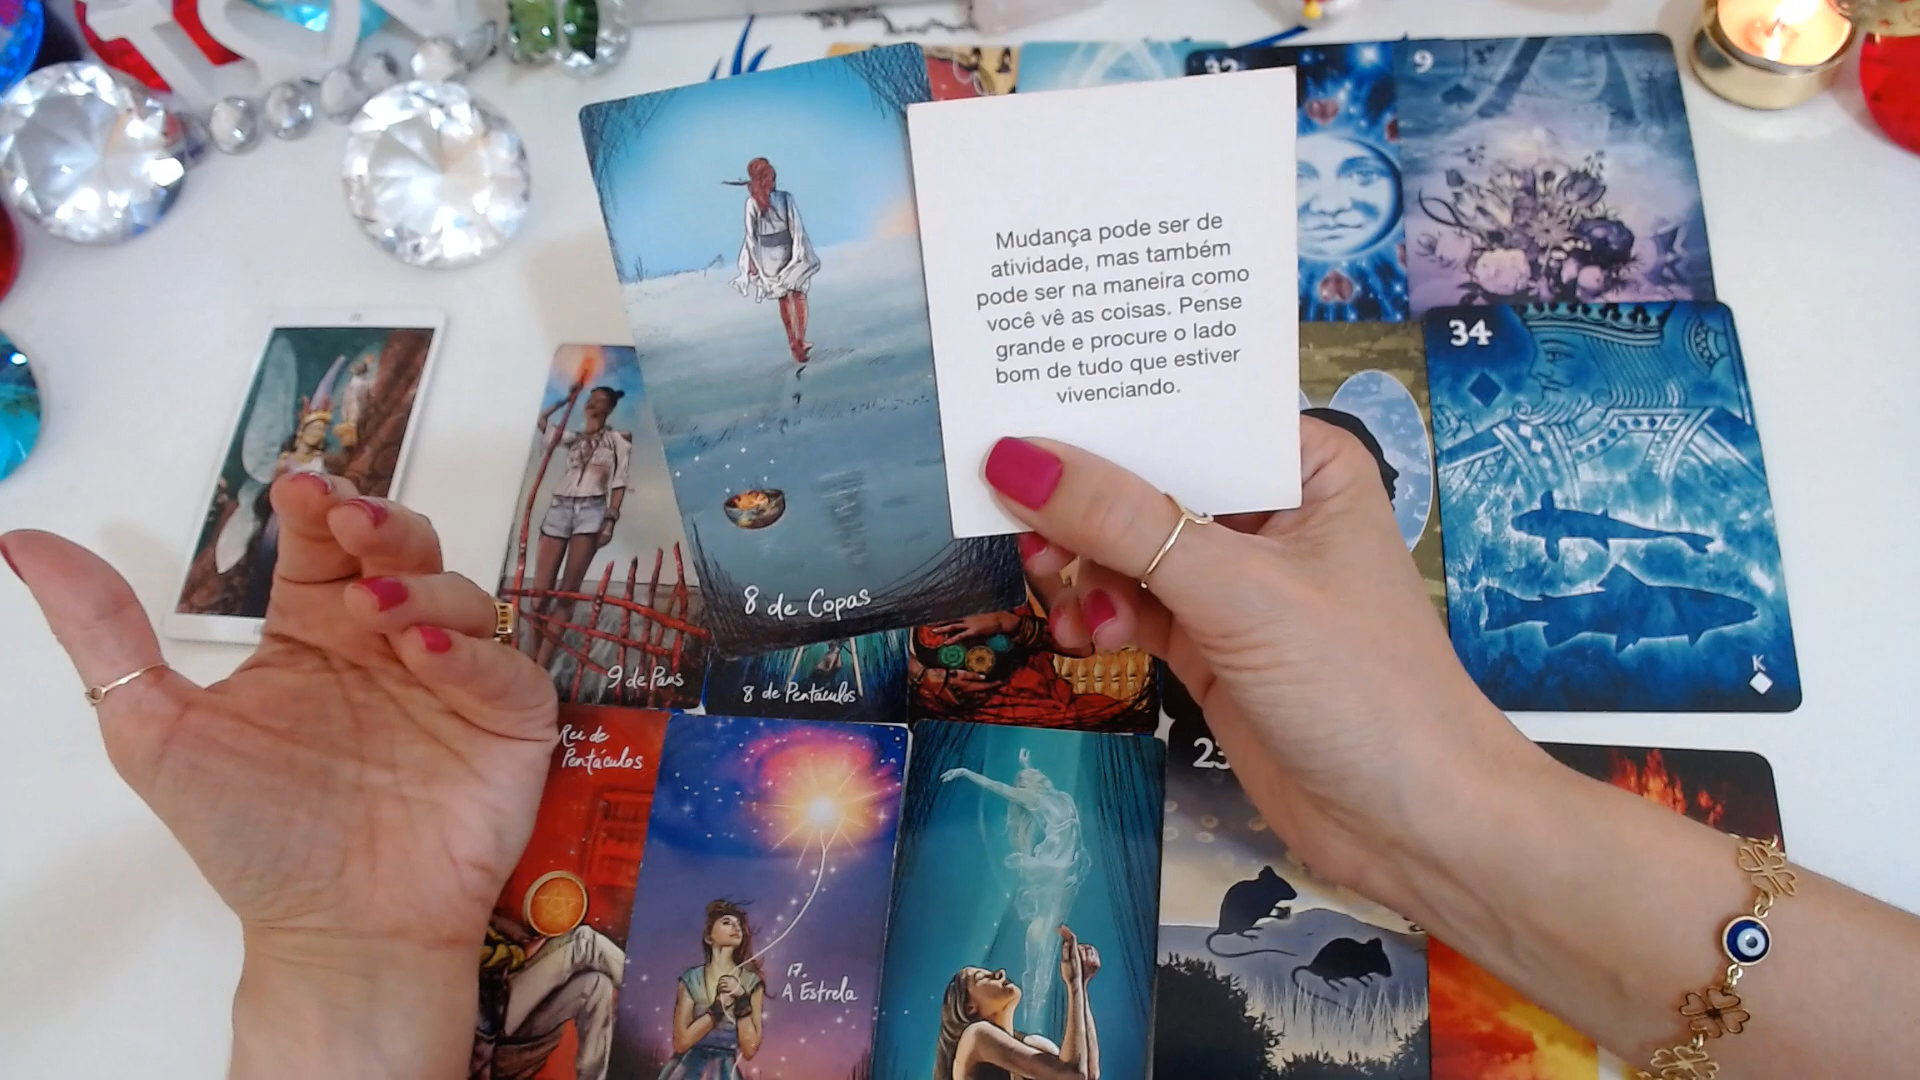 32
9
Mudança pode ser de
atividade, mas também
pode ser na maneira como
você vê as coisas. Pense
grande e procure o lado
bom de tudo que estiver
vivenciando.
34
8 de Copas
9 de Paus
8 de Pentáculos
K
Rei de
Pentáculos
23
17.
A Estrela